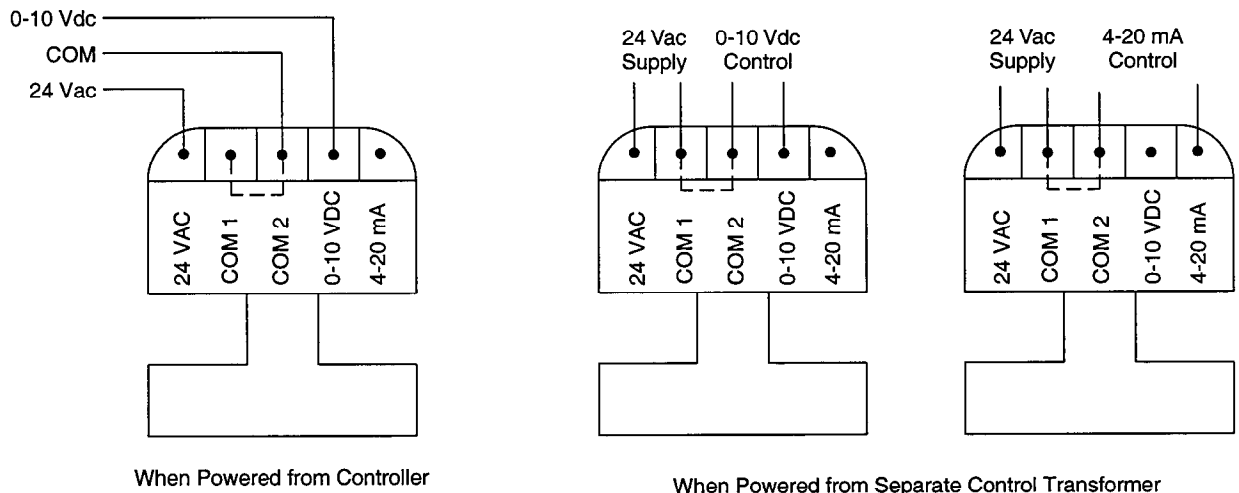 0-10 Vdc
COM
24 Vac
24 VAC
COM 1
COM 2
0-10 VDC
4-20 mA
When Powered from Controller
24 Vac
Supply
0-10 Vdc
Control
24 VAC
COM 1
COM 2
0-10 VDC
4-20 mA
24 Vac
Supply
4-20 mA
Control
24 VAC
COM 1
COM 2
0-10 VDC
4-20 mA
When Powered from Separate Control Transformer